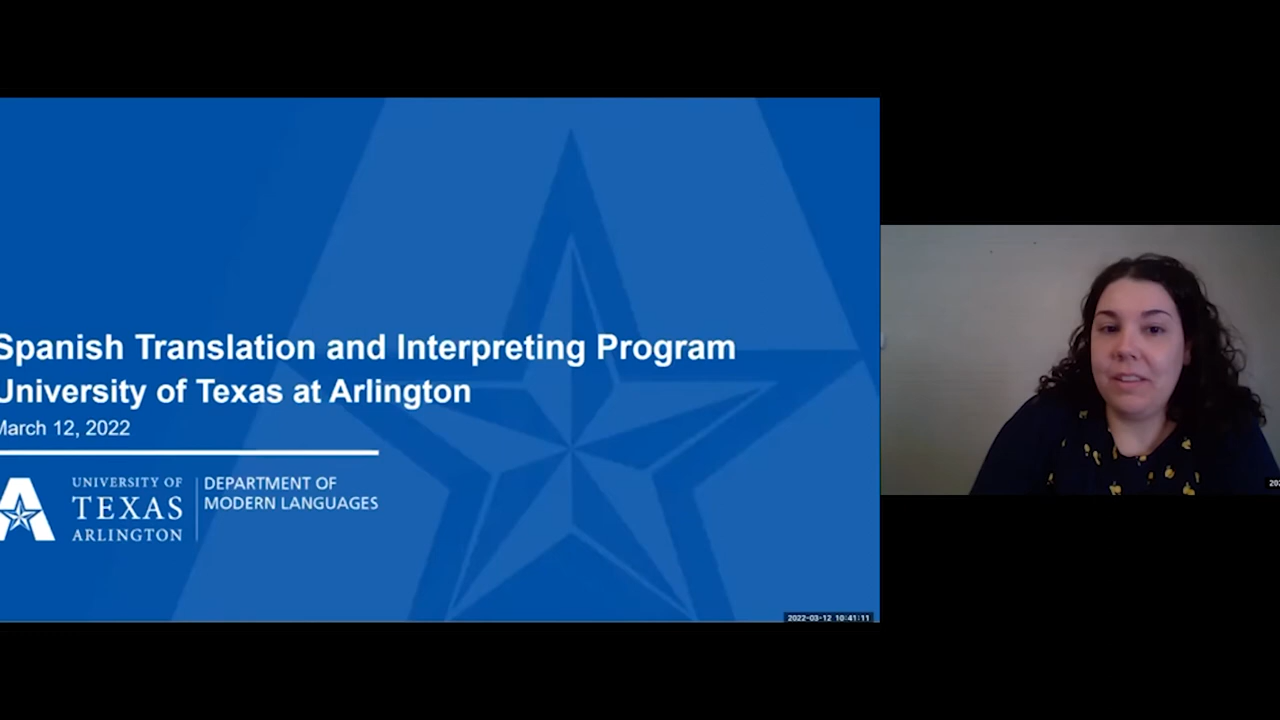 Spanish Translation and Interpreting Program
University of Texas at Arlington
March 12, 2022
UNIVERSITY OF
TEXAS
ARLINGTON
DEPARTMENT OF
MODERN LANGUAGES
2022-03-12 10:41:11
202